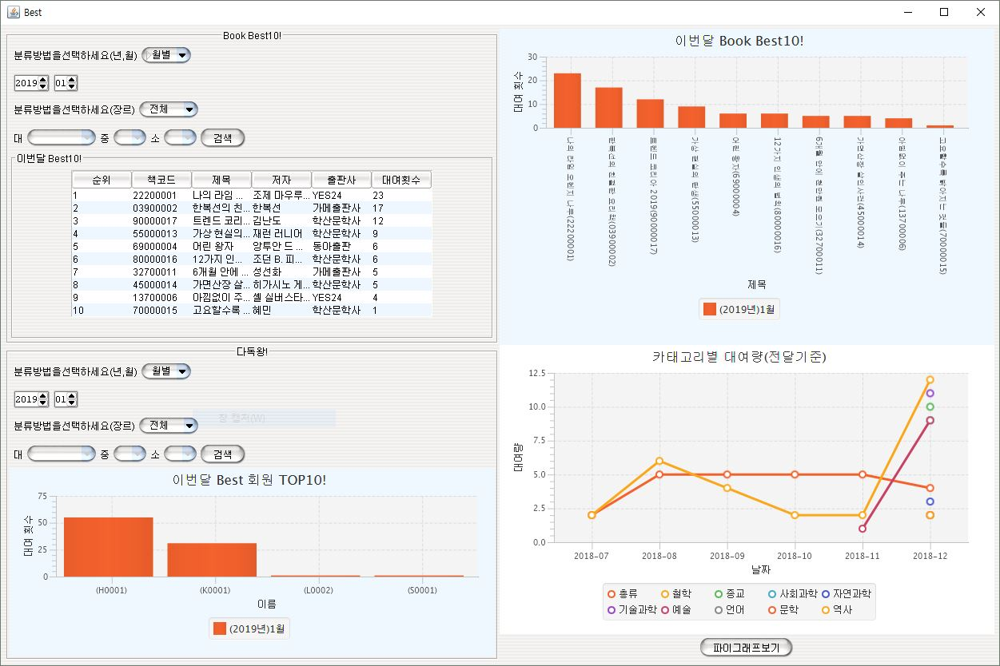 Best
Book Best10!
분류방법을선택하세요(년,월) 월별
2019 01
분류방법을선택하세요(장르) 전체
대 중 소 검색
이번달 Best10!
순위 책코드 제목 저자 출판사 대여횟수
1 22200001 나의 라임 ... 조제 마우루... YES24 23
2 03900002 한복선의 친... 한복선 가메출판사 17
3 90000017 트렌드 코리... 김난도 학산문학사 12
4 55000013 가상 현실의... 재런 러니어 학산문학사 9
5 69000004 어린 왕자 앙투안 드 ... 동아출판 6
6 80000016 12가지 인... 조던 B. 피... 학산문학사 6
7 32700011 6개월 안에 ... 성선화 가메출판사 5
8 45000014 가면산장 살... 히가시노 게... 학산문학사 5
9 13700006 아낌없이 주... 셸 실버스타... YES24 4
10 70000015 고요할수록 ... 혜민 학산문학사 1
다독왕!
분류방법을선택하세요(년,월) 월별
2019 01
창 캡처(W)
분류방법을선택하세요(장르) 전체
대 중 소 검색
이번달 Best 회원 TOP10!
대여 횟수
75
50
25
0
(H0001) (K0001) (L0002) (S0001)
이름
(2019년)1월
이번달 Book Best10!
대여 횟수
30
20
10
0
나의 라임 오렌지 나무(22200001)
한복선의 친절한 요리책(03900002)
트렌드 코리아 2019(90000017)
가상 현실의 탄생(55000013)
어린 왕자(69000004)
12가지 인생의 법칙(80000016)
6개월 안에 천만원 모으기(32700011)
가면산장 살인사건(45000014)
아낌없이 주는 나무(13700006)
고요할수록 밝아지는 것들(70000015)
제목
(2019년)1월
카태고리별 대여량(전달기준)
대여량
12.5
10.0
7.5
5.0
2.5
0.0
2018-07 2018-08 2018-09 2018-10 2018-11 2018-12
날짜
총류 철학 종교 사회과학 자연과학
기술과학 예술 언어 문학 역사
파이그래프보기